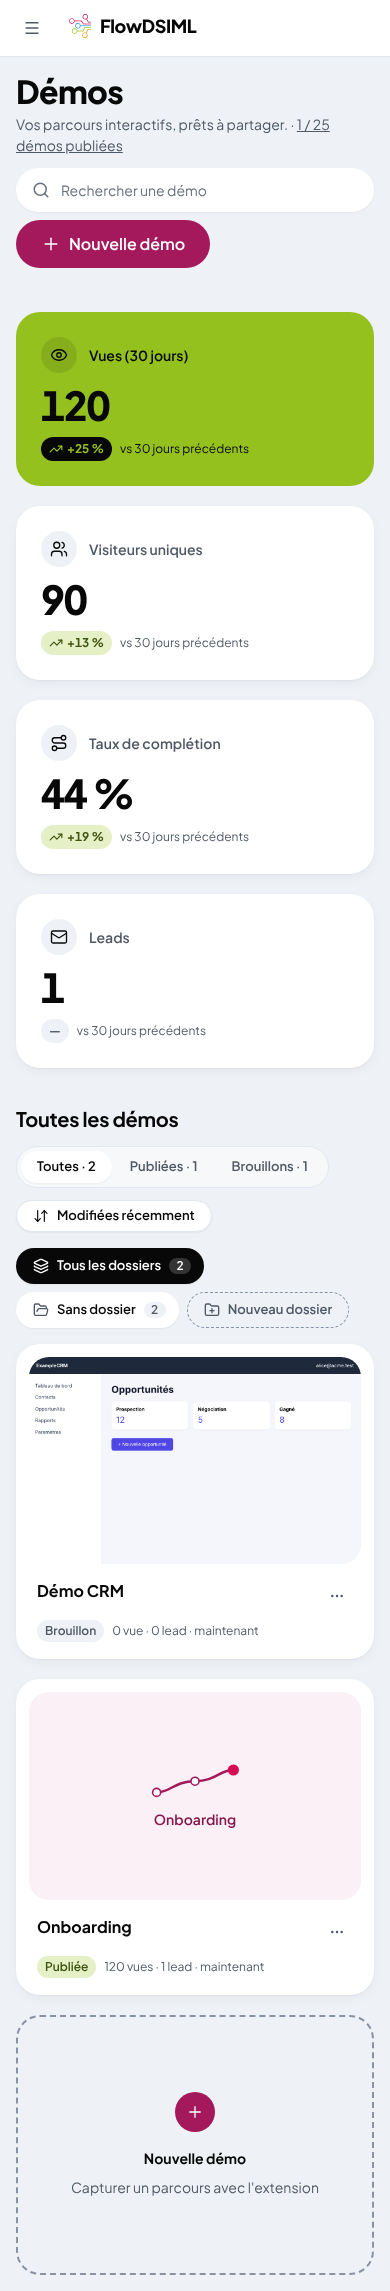 FlowDSIML
Démos
Vos parcours interactifs, prêts à partager. · 1 / 25
démos publiées
Rechercher une démo
Nouvelle démo
Vues (30 jours)
120
+25 % vs 30 jours précédents
Visiteurs uniques
90
+13 % vs 30 jours précédents
Taux de complétion
44 %
+19 % vs 30 jours précédents
Leads
1
— vs 30 jours précédents
Toutes les démos
Toutes · 2 Publiées · 1 Brouillons · 1
Modifiées récemment
Tous les dossiers 2
Sans dossier 2 Nouveau dossier
ExampleCRM alice@acme.test
Tableau de bord
Contacts
Opportunités
Rapports
Paramètres
Opportunités
Prospection Négociation Gagné
12 5 8
+ Nouvelle opportunité
Démo CRM
Brouillon 0 vue · 0 lead · maintenant
Onboarding
Onboarding
Publiée 120 vues · 1 lead · maintenant
Nouvelle démo
Capturer un parcours avec l'extension